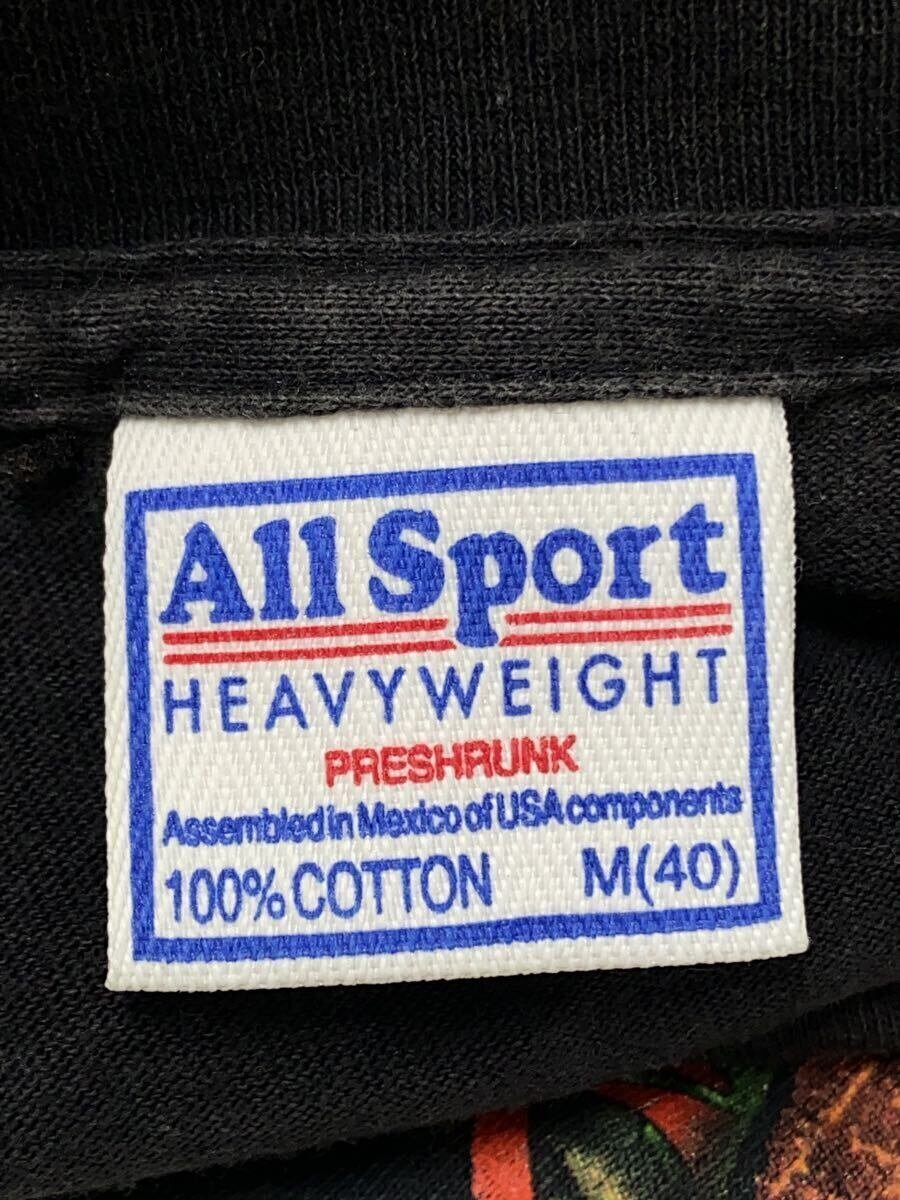 All Sport
HEAVYWEIGHT
PRESHRUNK
Assembled in Mexico of USA components
100% COTTON M(40)